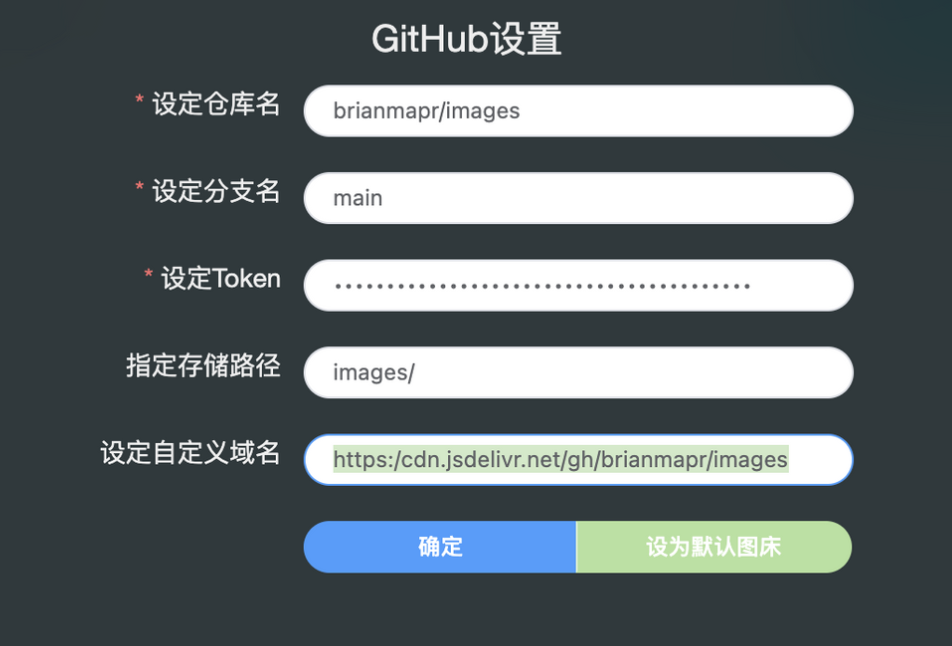 GitHub设置
* 设定仓库名 brianmapr/images
* 设定分支名 main
* 设定Token ••••••••••••••••••••••••••••••••••••••••
指定存储路径 images/
设定自定义域名 https:/cdn.jsdelivr.net/gh/brianmapr/images
确定 设为默认图床